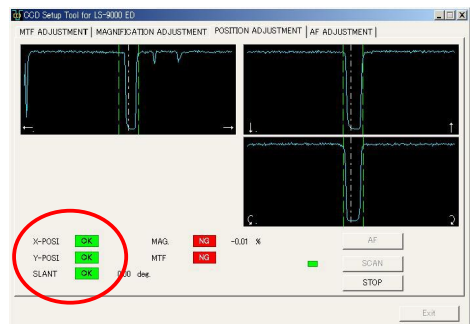 CCD Setup Tool for LS-9000 ED
MTF ADJUSTMENT | MAGNIFICATION ADJUSTMENT | POSITION ADJUSTMENT | AF ADJUSTMENT
X-POSI OK MAG. NG -0.01 % AF
Y-POSI OK MTF NG SCAN
SLANT OK 0.00 deg. STOP
Exit